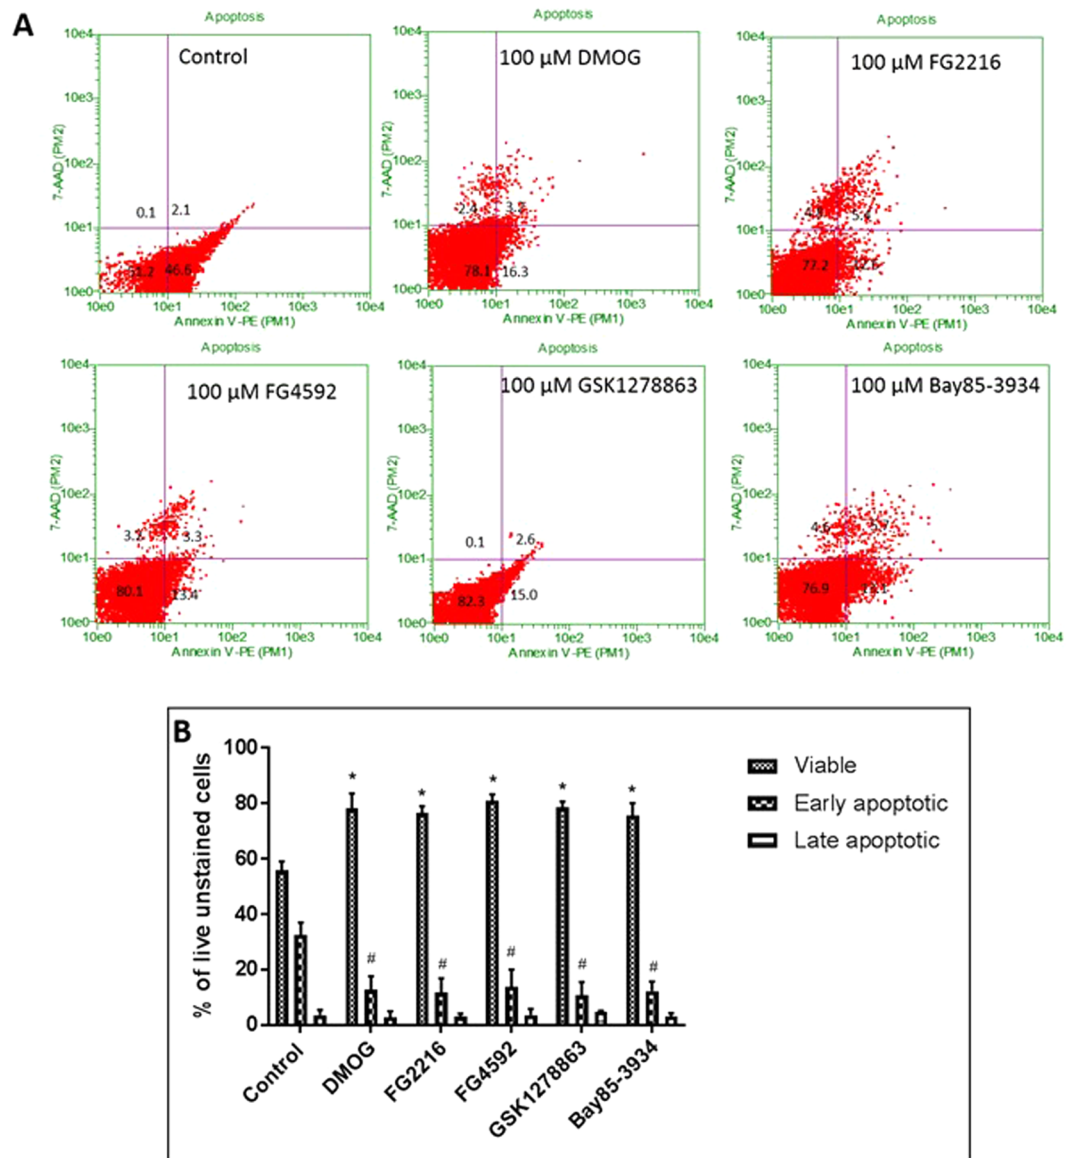 A
Apoptosis
Control
10e4
10e3
10e2
10e1
10e0
7-AAD (PM2)
0.1 2.1
51.2 46.6
10e0 10e1 10e2 10e3 10e4
Annexin V-PE (PM1)
Apoptosis
100 µM DMOG
10e4
10e3
10e2
10e1
10e0
7-AAD (PM2)
2.4
78.1 16.3
10e0 10e1 10e2 10e3 10e4
Annexin V-PE (PM1)
Apoptosis
100 µM FG2216
10e4
10e3
10e2
10e1
10e0
7-AAD (PM2)
77.2
10e0 10e1 10e2 10e3 10e4
Annexin V-PE (PM1)
Apoptosis
100 µM FG4592
10e4
10e3
10e2
10e1
10e0
7-AAD (PM2)
3.2 3.3
80.1 13.4
10e0 10e1 10e2 10e3 10e4
Annexin V-PE (PM1)
Apoptosis
100 µM GSK1278863
10e4
10e3
10e2
10e1
10e0
7-AAD (PM2)
0.1 2.6
82.3 15.0
10e0 10e1 10e2 10e3 10e4
Annexin V-PE (PM1)
Apoptosis
100 µM Bay85-3934
10e4
10e3
10e2
10e1
10e0
7-AAD (PM2)
4.6
76.9
10e0 10e1 10e2 10e3 10e4
Annexin V-PE (PM1)
B
% of live unstained cells
100
80
60
40
20
0
* * * * *
# # # # #
Control
DMOG
FG2216
FG4592
GSK1278863
Bay85-3934
Viable
Early apoptotic
Late apoptotic